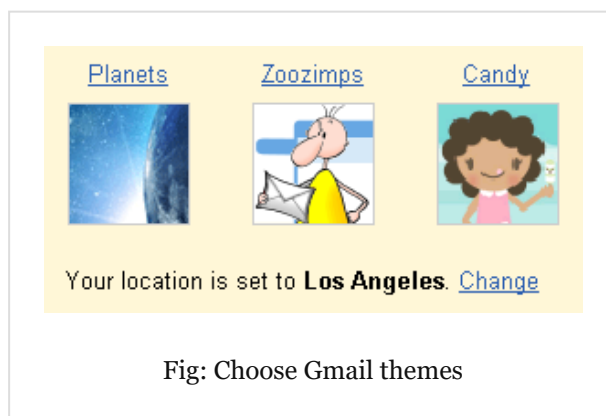 Planets Zoozimps Candy
Your location is set to Los Angeles. Change
Fig: Choose Gmail themes